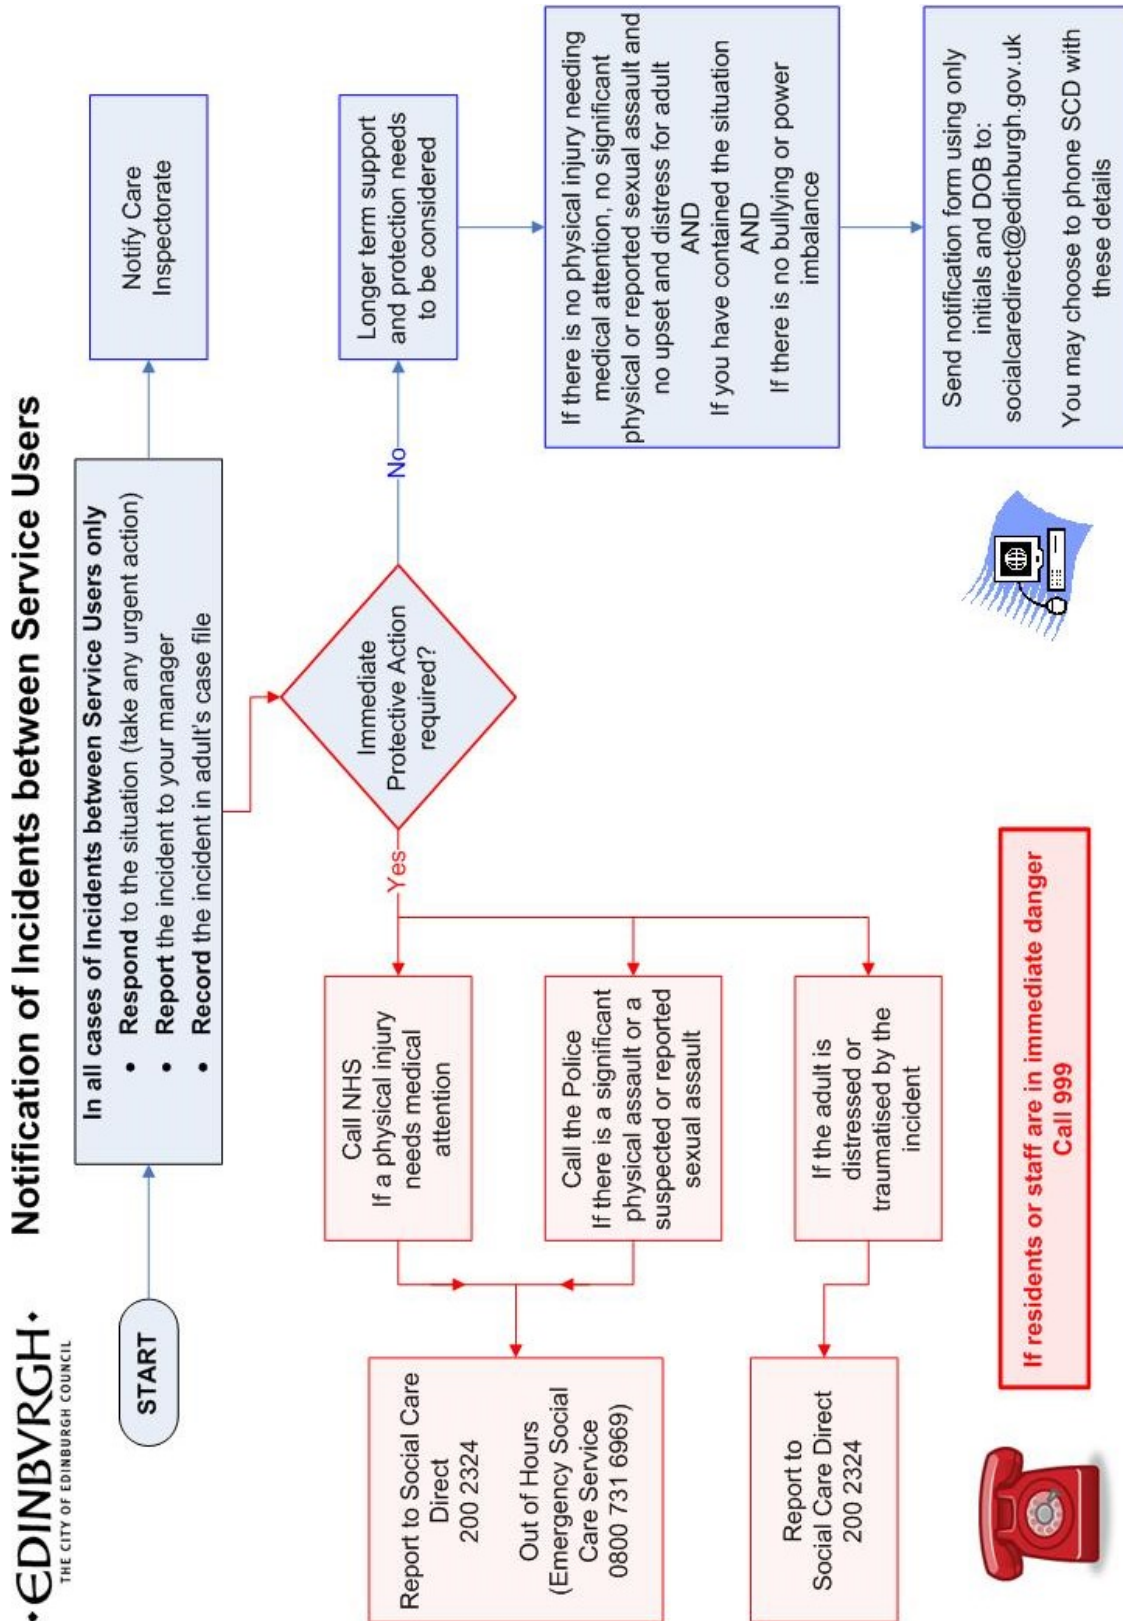 EDINBVRGH
THE CITY OF EDINBURGH COUNCIL
Notification of Incidents between Service Users
START
In all cases of Incidents between Service Users only
• Respond to the situation (take any urgent action)
• Report the incident to your manager
• Record the incident in adult's case file
Notify Care
Inspectorate
Immediate
Protective Action
required?
Yes
No
Call NHS
If a physical injury
needs medical
attention
Call the Police
If there is a significant
physical assault or a
suspected or reported
sexual assault
If the adult is
distressed or
traumatised by the
incident
Report to Social Care
Direct
200 2324
Out of Hours
(Emergency Social
Care Service
0800 731 6969)
Report to
Social Care Direct
200 2324
Longer term support
and protection needs
to be considered
If there is no physical injury needing
medical attention, no significant
physical or reported sexual assault and
no upset and distress for adult
AND
If you have contained the situation
AND
If there is no bullying or power
imbalance
Send notification form using only
initials and DOB to:
socialcaredirect@edinburgh.gov.uk
You may choose to phone SCD with
these details
If residents or staff are in immediate danger
Call 999